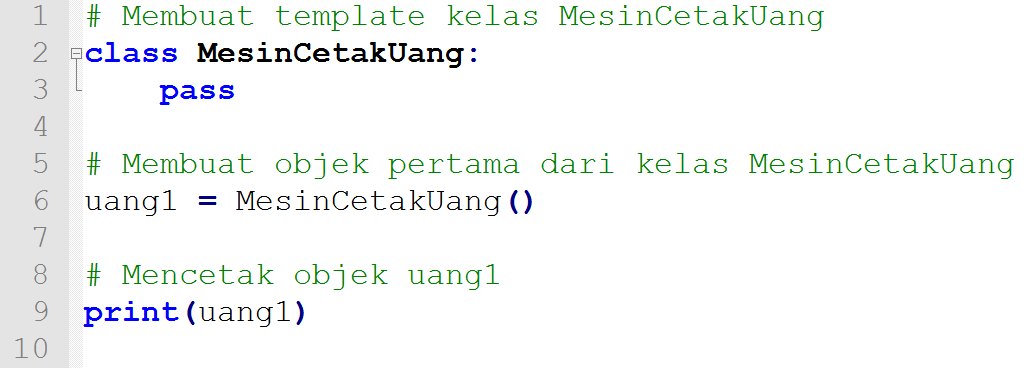 1 # Membuat template kelas MesinCetakUang
2 class MesinCetakUang:
3     pass
4
5 # Membuat objek pertama dari kelas MesinCetakUang
6 uang1 = MesinCetakUang()
7
8 # Mencetak objek uang1
9 print(uang1)
10